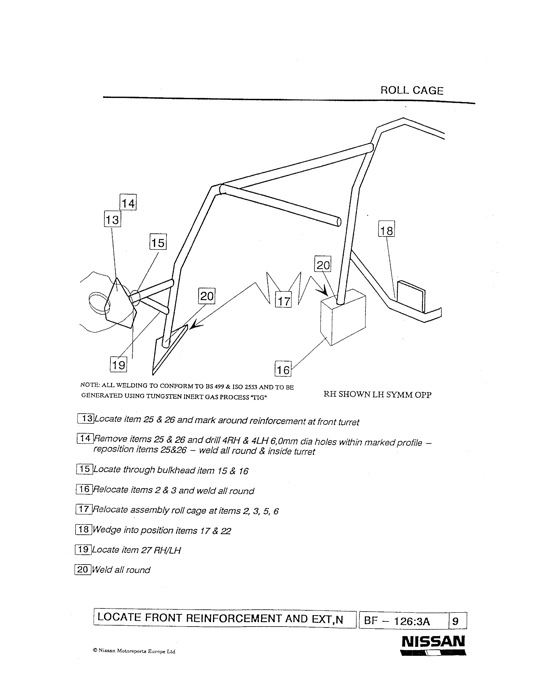 ROLL CAGE
14
13
15
18
20
20
17
19
16
NOTE: ALL WELDING TO CONFORM TO BS 499 & ISO 2553 AND TO BE
GENERATED USING TUNGSTEN INERT GAS PROCESS "TIG"
RH SHOWN LH SYMM OPP
13 Locate item 25 & 26 and mark around reinforcement at front turret
14 Remove items 25 & 26 and drill 4RH & 4LH 6,0mm dia holes within marked profile –
reposition items 25&26 – weld all round & inside turret
15 Locate through bulkhead item 15 & 16
16 Relocate items 2 & 3 and weld all round
17 Relocate assembly roll cage at items 2, 3, 5, 6
18 Wedge into position items 17 & 22
19 Locate item 27 RH/LH
20 Weld all round
LOCATE FRONT REINFORCEMENT AND EXT,N
BF – 126:3A
9
NISSAN
© Nissan Motorsports Europe Ltd